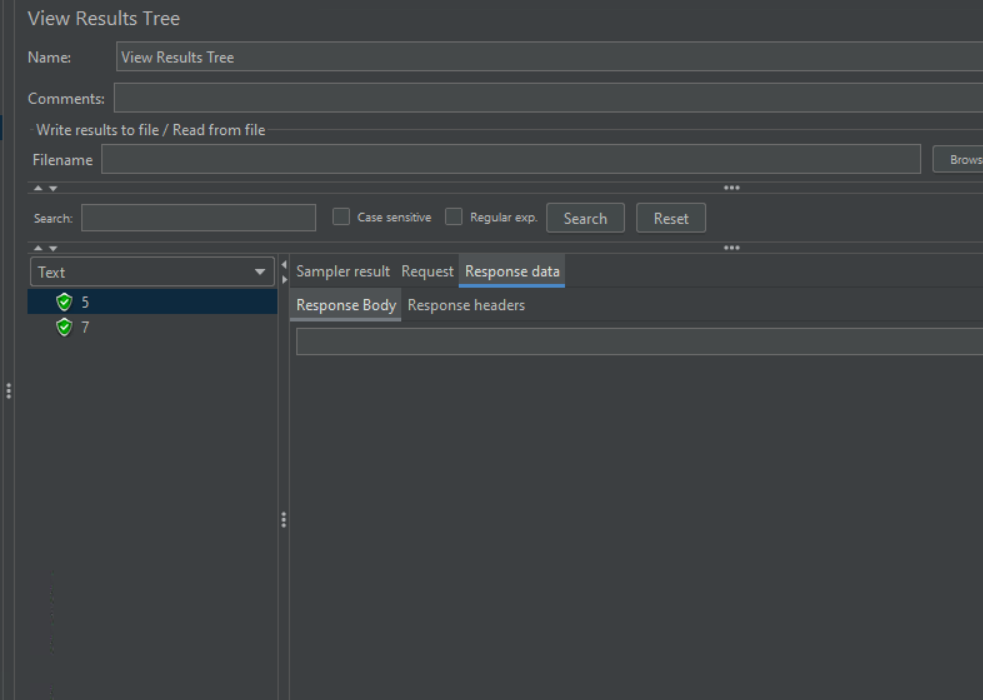 View Results Tree
Name: View Results Tree
Comments:
Write results to file / Read from file
Filename Brows
Search: Case sensitive Regular exp. Search Reset
Text Sampler result Request Response data
5 Response Body Response headers
7